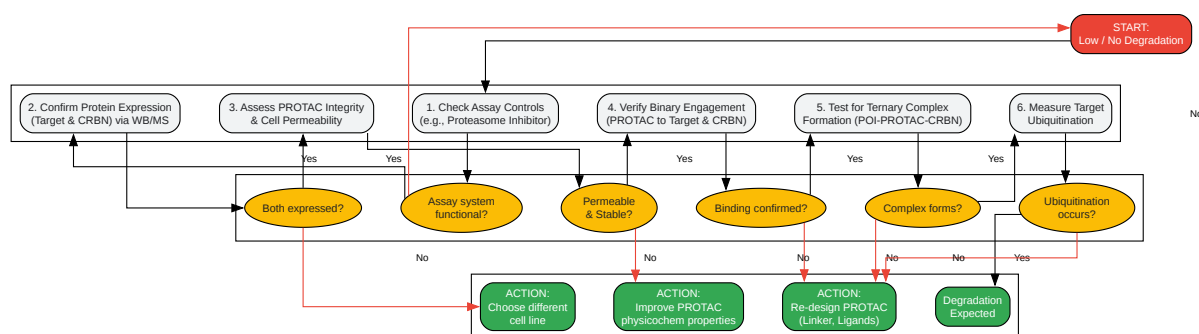 START:
Low / No Degradation
2. Confirm Protein Expression
(Target & CRBN) via WB/MS
3. Assess PROTAC Integrity
& Cell Permeability
1. Check Assay Controls
(e.g., Proteasome Inhibitor)
4. Verify Binary Engagement
(PROTAC to Target & CRBN)
5. Test for Ternary Complex
Formation (POI-PROTAC-CRBN)
6. Measure Target
Ubiquitination
No
Yes
Yes
Yes
Yes
Yes
Both expressed?
Assay system
functional?
Permeable
& Stable?
Binding confirmed?
Complex forms?
Ubiquitination
occurs?
No
No
No
No
No
Yes
ACTION:
Choose different
cell line
ACTION:
Improve PROTAC
physicochem properties
ACTION:
Re-design PROTAC
(Linker, Ligands)
Degradation
Expected